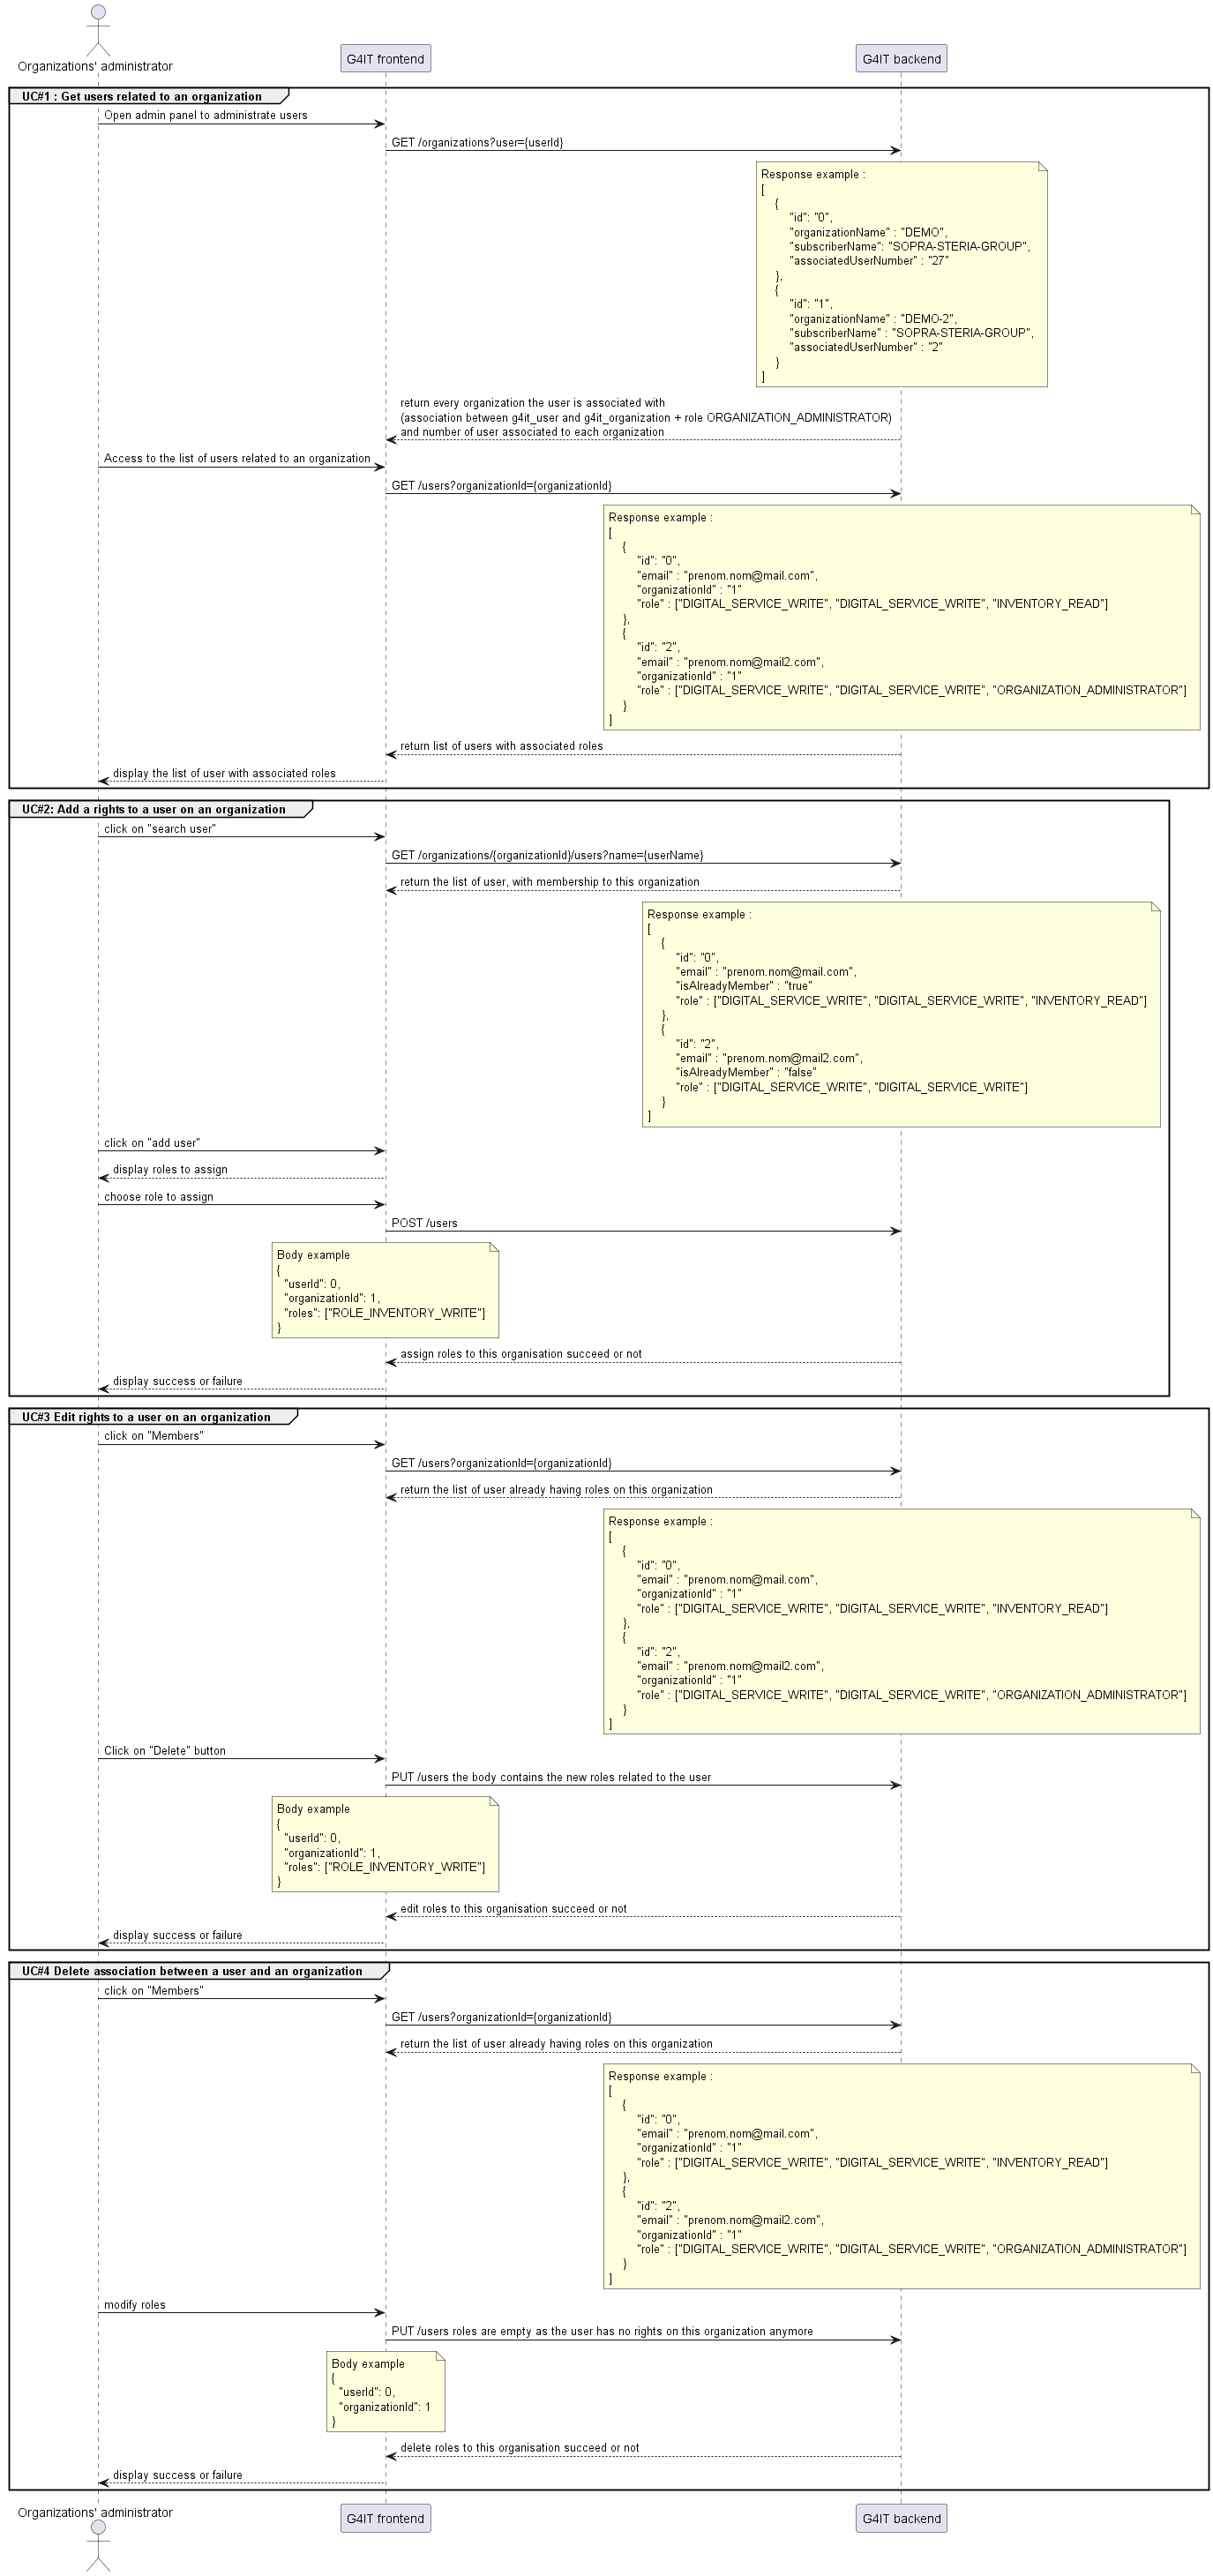 Organizations' administrator
G4IT frontend
G4IT backend
UC#1 : Get users related to an organization
Open admin panel to administrate users
GET /organizations?user={userId}
Response example :
[
{
"id": "0",
"organizationName" : "DEMO",
"subscriberName": "SOPRA-STERIA-GROUP",
"associatedUserNumber" : "27"
},
{
"id": "1",
"organizationName" : "DEMO-2",
"subscriberName" : "SOPRA-STERIA-GROUP",
"associatedUserNumber" : "2"
}
]
return every organization the user is associated with
(association between g4it_user and g4it_organization + role ORGANIZATION_ADMINISTRATOR)
and number of user associated to each organization
Access to the list of users related to an organization
GET /users?organizationId={organizationId}
Response example :
[
{
"id": "0",
"email" : "prenom.nom@mail.com",
"organizationId" : "1"
"role" : ["DIGITAL_SERVICE_WRITE", "DIGITAL_SERVICE_WRITE", "INVENTORY_READ"]
},
{
"id": "2",
"email" : "prenom.nom@mail2.com",
"organizationId" : "1"
"role" : ["DIGITAL_SERVICE_WRITE", "DIGITAL_SERVICE_WRITE", "ORGANIZATION_ADMINISTRATOR"]
}
]
return list of users with associated roles
display the list of user with associated roles
UC#2: Add a rights to a user on an organization
click on "search user"
GET /organizations/{organizationId}/users?name={userName}
return the list of user, with membership to this organization
Response example :
[
{
"id": "0",
"email" : "prenom.nom@mail.com",
"isAlreadyMember" : "true"
"role" : ["DIGITAL_SERVICE_WRITE", "DIGITAL_SERVICE_WRITE", "INVENTORY_READ"]
},
{
"id": "2",
"email" : "prenom.nom@mail2.com",
"isAlreadyMember" : "false"
"role" : ["DIGITAL_SERVICE_WRITE", "DIGITAL_SERVICE_WRITE"]
}
]
click on "add user"
display roles to assign
choose role to assign
POST /users
Body example
{
"userId": 0,
"organizationId": 1,
"roles": ["ROLE_INVENTORY_WRITE"]
}
assign roles to this organisation succeed or not
display success or failure
UC#3 Edit rights to a user on an organization
click on "Members"
GET /users?organizationId={organizationId}
return the list of user already having roles on this organization
Response example :
[
{
"id": "0",
"email" : "prenom.nom@mail.com",
"organizationId" : "1"
"role" : ["DIGITAL_SERVICE_WRITE", "DIGITAL_SERVICE_WRITE", "INVENTORY_READ"]
},
{
"id": "2",
"email" : "prenom.nom@mail2.com",
"organizationId" : "1"
"role" : ["DIGITAL_SERVICE_WRITE", "DIGITAL_SERVICE_WRITE", "ORGANIZATION_ADMINISTRATOR"]
}
]
Click on "Delete" button
PUT /users the body contains the new roles related to the user
Body example
{
"userId": 0,
"organizationId": 1,
"roles": ["ROLE_INVENTORY_WRITE"]
}
edit roles to this organisation succeed or not
display success or failure
UC#4 Delete association between a user and an organization
click on "Members"
GET /users?organizationId={organizationId}
return the list of user already having roles on this organization
Response example :
[
{
"id": "0",
"email" : "prenom.nom@mail.com",
"organizationId" : "1"
"role" : ["DIGITAL_SERVICE_WRITE", "DIGITAL_SERVICE_WRITE", "INVENTORY_READ"]
},
{
"id": "2",
"email" : "prenom.nom@mail2.com",
"organizationId" : "1"
"role" : ["DIGITAL_SERVICE_WRITE", "DIGITAL_SERVICE_WRITE", "ORGANIZATION_ADMINISTRATOR"]
}
]
modify roles
PUT /users roles are empty as the user has no rights on this organization anymore
Body example
{
"userId": 0,
"organizationId": 1
}
delete roles to this organisation succeed or not
display success or failure
Organizations' administrator
G4IT frontend
G4IT backend